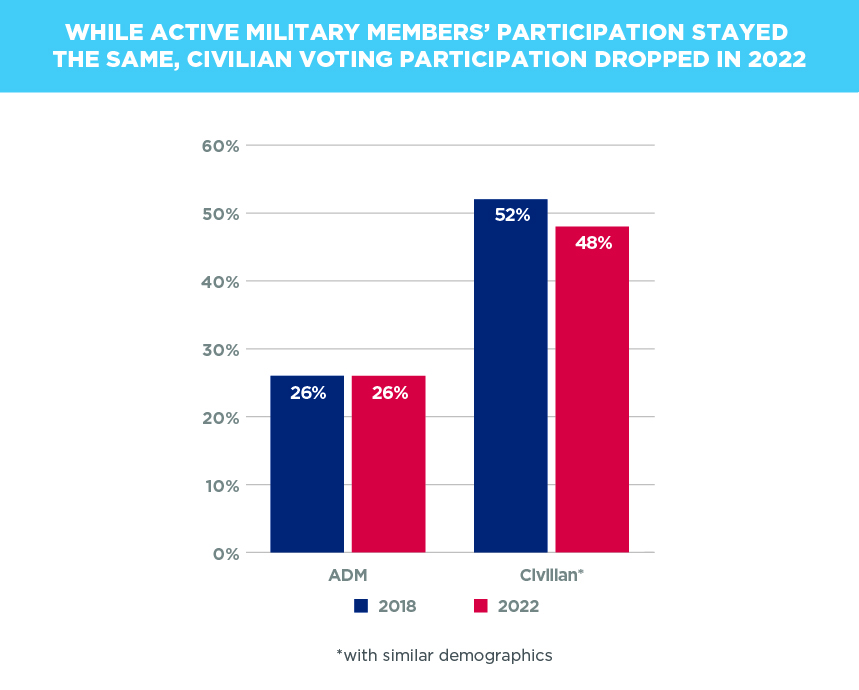 WHILE ACTIVE MILITARY MEMBERS’ PARTICIPATION STAYED
THE SAME, CIVILIAN VOTING PARTICIPATION DROPPED IN 2022
60%
50%
40%
30%
20%
10%
0%
26%
26%
52%
48%
ADM
Civilian*
2018
2022
*with similar demographics